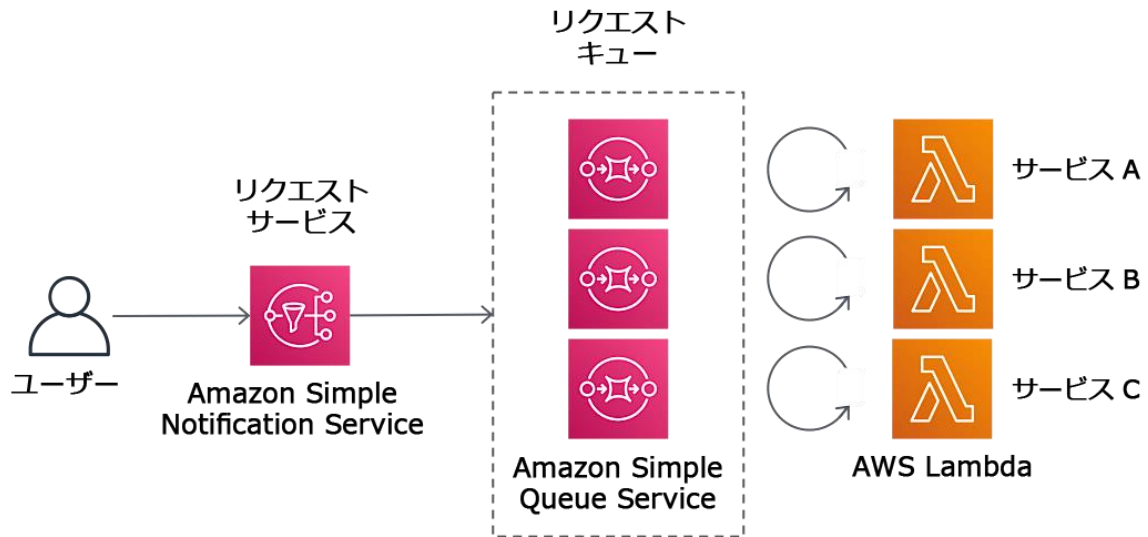 リクエスト
キュー
リクエスト
サービス
ユーザー
Amazon Simple
Notification Service
Amazon Simple
Queue Service
サービス A
サービス B
サービス C
AWS Lambda